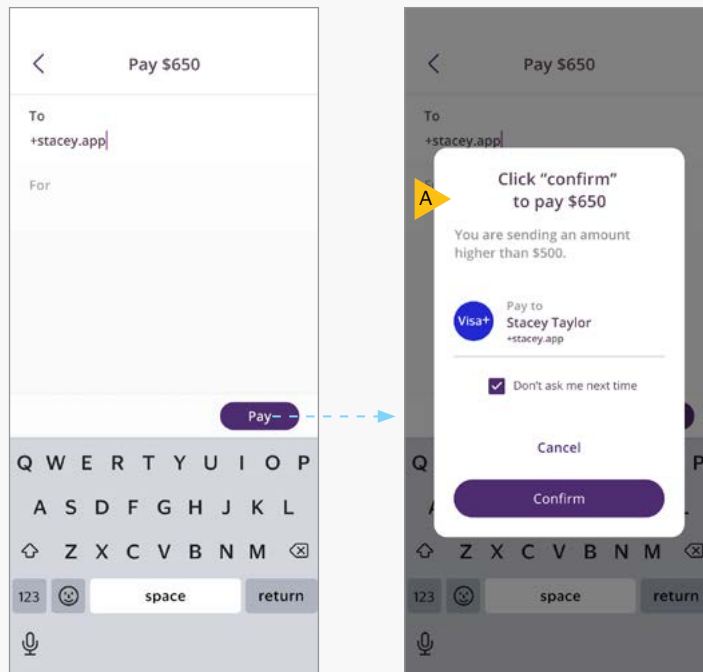 Pay $650
To
+stacey.app
For
Pay
Q W E R T Y U I O P
A S D F G H J K L
Z X C V B N M
123 space return
Pay $650
To
+stacey.app
A
Click “confirm”
to pay $650
You are sending an amount
higher than $500.
Visa+
Pay to
Stacey Taylor
+stacey.app
Don't ask me next time
Cancel
Confirm
Q P
Z X C V B N M
123 space return